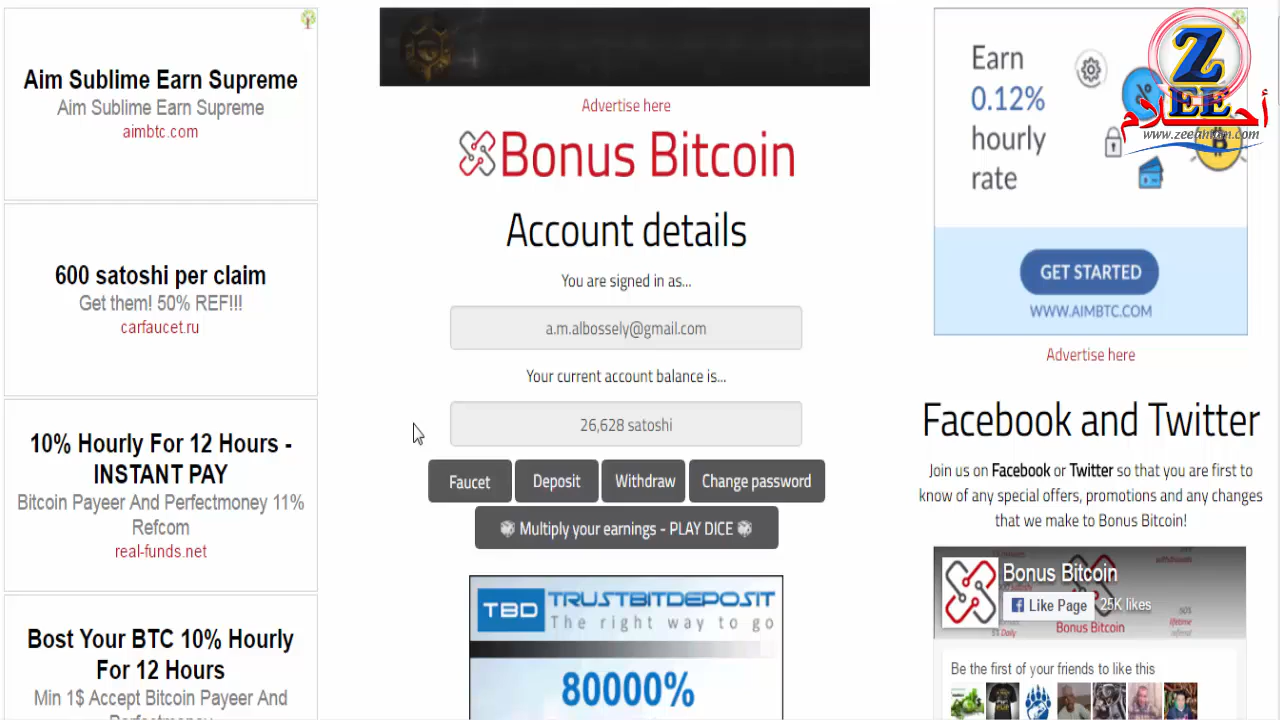 Aim Sublime Earn Supreme
Aim Sublime Earn Supreme
aimbtc.com
600 satoshi per claim
Get them! 50% REF!!!
carfaucet.ru
10% Hourly For 12 Hours -
INSTANT PAY
Bitcoin Payeer And Perfectmoney 11%
Refcom
real-funds.net
Bost Your BTC 10% Hourly
For 12 Hours
Min 1$ Accept Bitcoin Payeer And
Perfectmoney
Advertise here
Bonus Bitcoin
Account details
You are signed in as...
a.m.albossely@gmail.com
Your current account balance is...
26,628 satoshi
Faucet
Deposit
Withdraw
Change password
Multiply your earnings - PLAY DICE
TBD
TRUSTBITDEPOSIT
The right way to go
80000%
Earn
0.12%
hourly
rate
GET STARTED
WWW.AIMBTC.COM
Z
EE
أحلام
www.zeeahlam.com
Advertise here
Facebook and Twitter
Join us on Facebook or Twitter so that you are first to
know of any special offers, promotions and any changes
that we make to Bonus Bitcoin!
Bonus Bitcoin
Like Page
25K likes
Bonus Bitcoin
5% Daily
50%
lifetime
referral
Be the first of your friends to like this